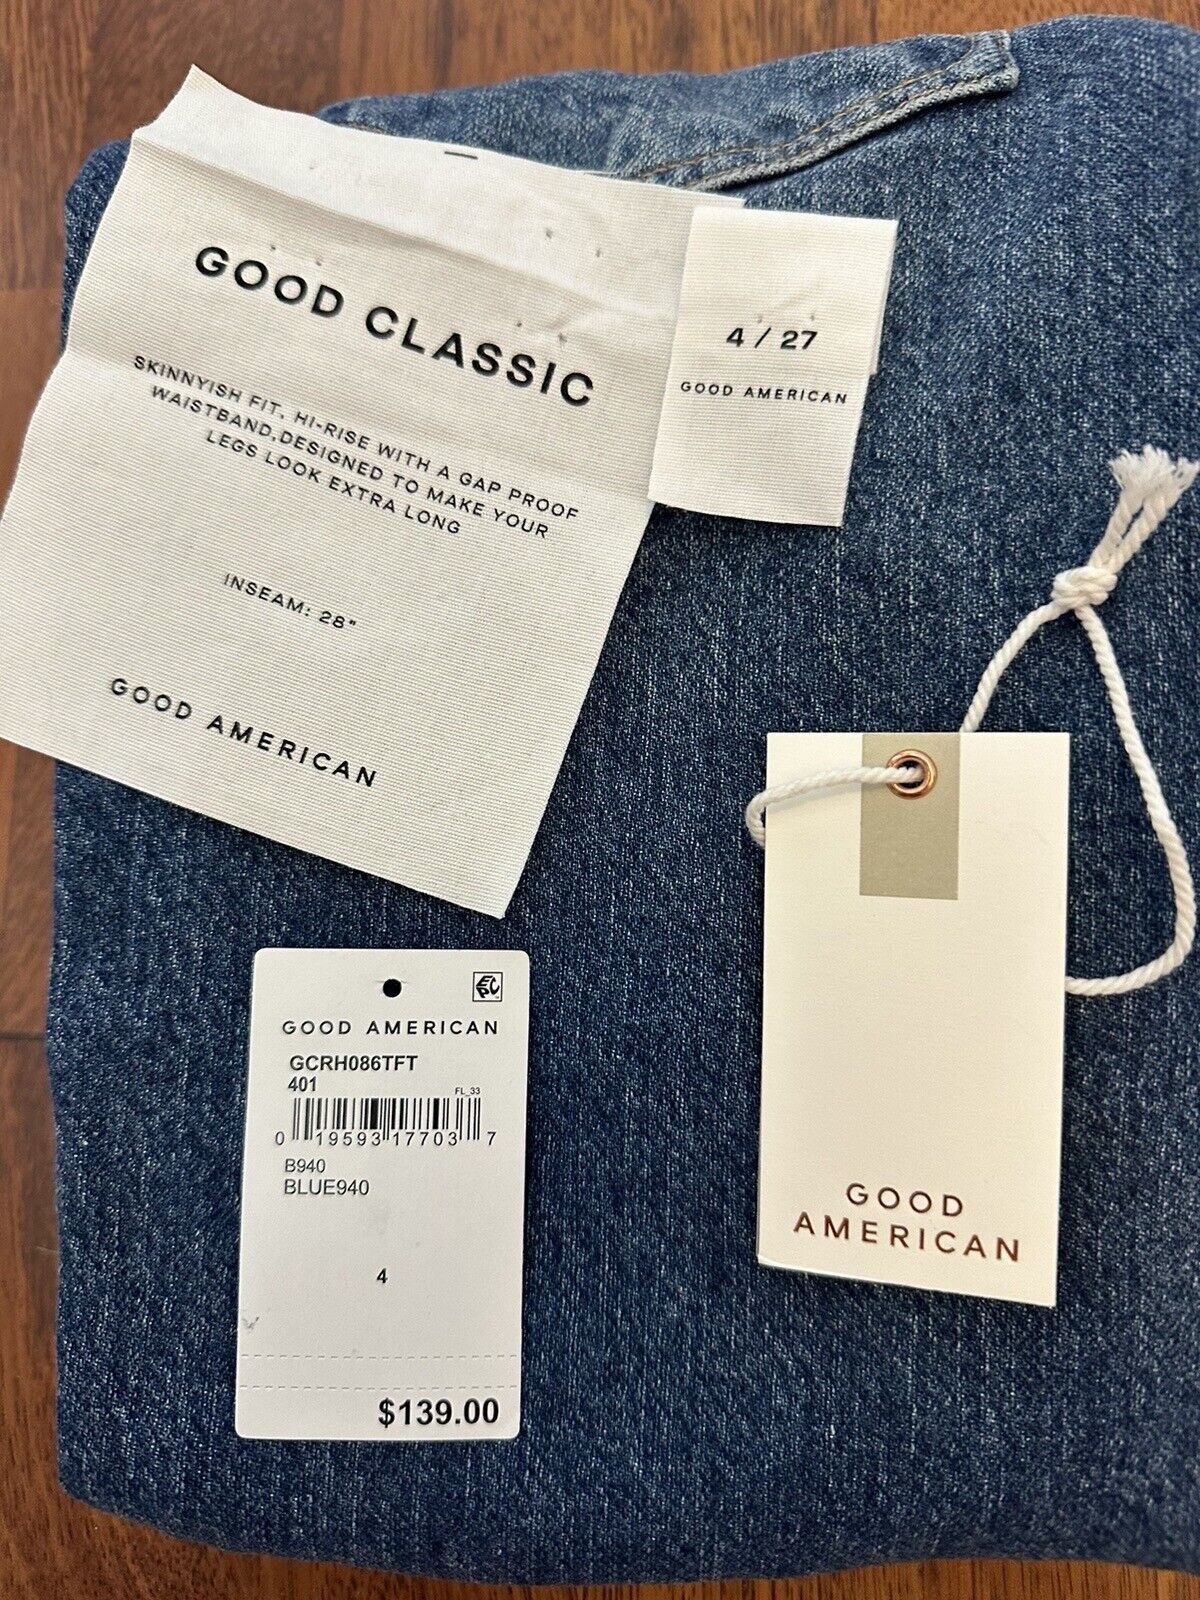 GOOD CLASSIC
SKINNYISH FIT, HI-RISE WITH A GAP PROOF
WAISTBAND,DESIGNED TO MAKE YOUR
LEGS LOOK EXTRA LONG
INSEAM: 28"
GOOD AMERICAN
4 / 27
GOOD AMERICAN
EPC
GOOD AMERICAN
GCRH086TFT
401
FL_33
0 19593 17703 7
B940
BLUE940
4
$139.00
GOOD
AMERICAN